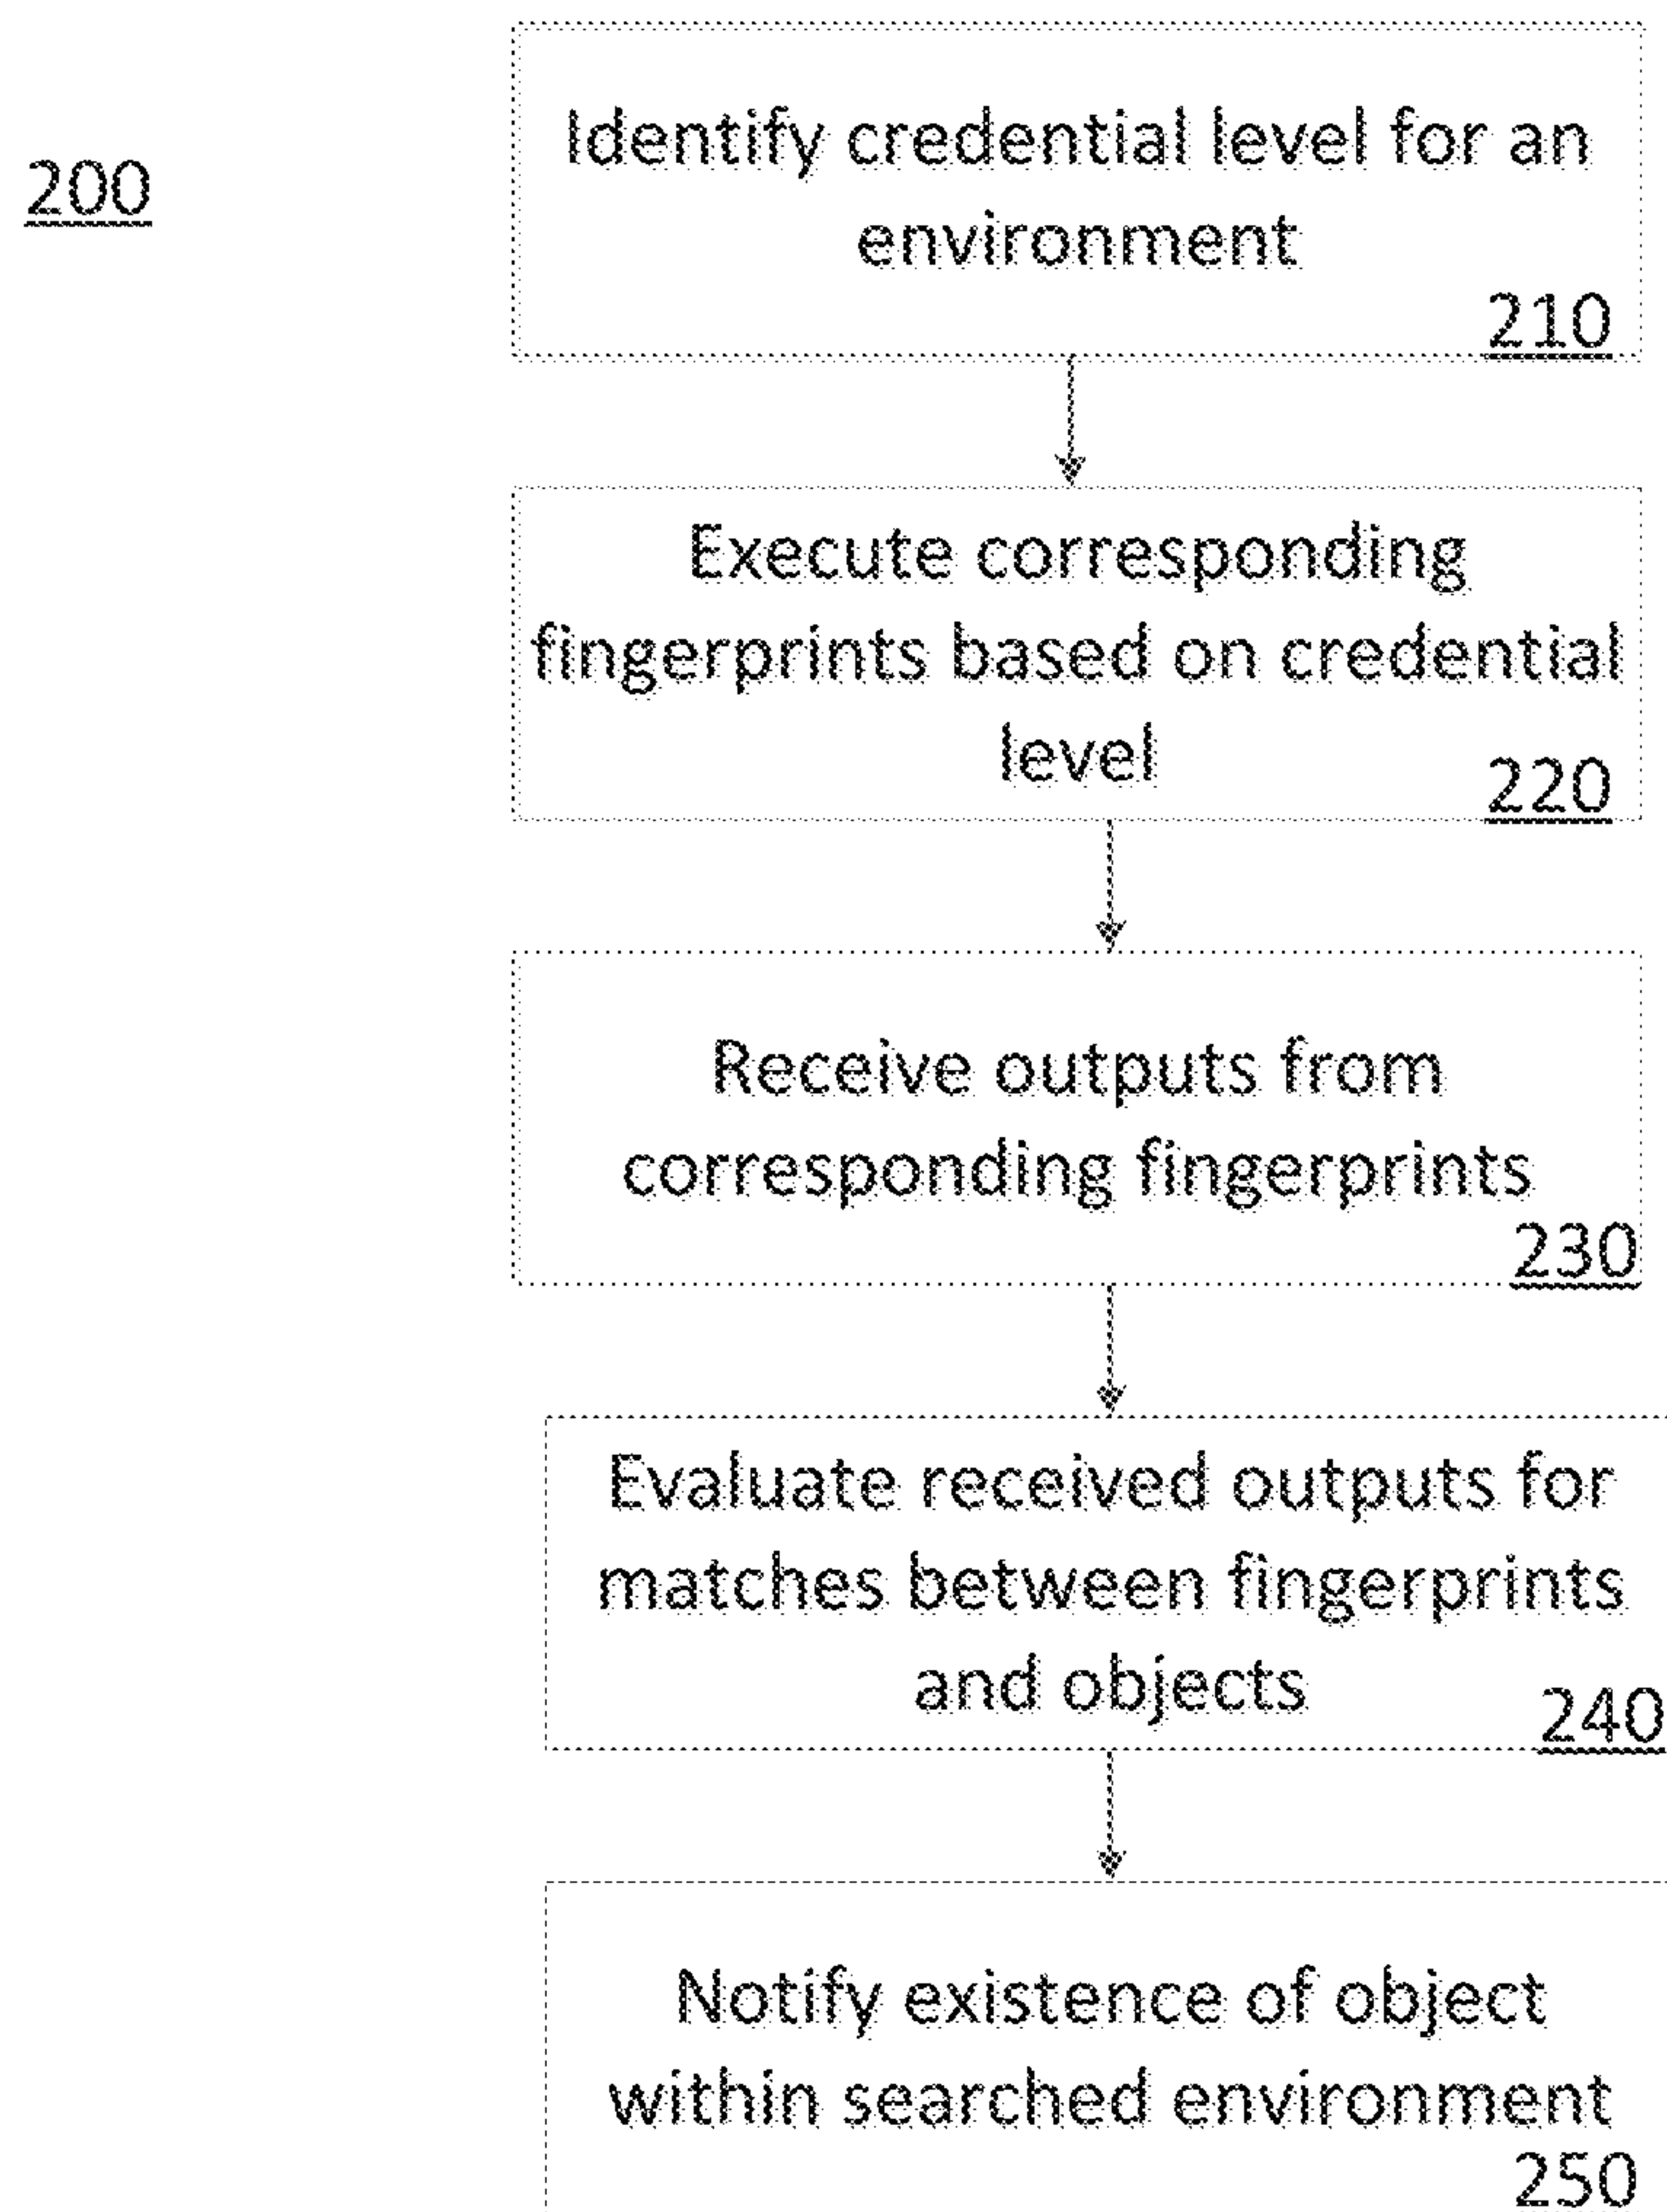 200
Identify credential level for an
environment
210
Execute corresponding
fingerprints based on credential
level
220
Receive outputs from
corresponding fingerprints
230
Evaluate received outputs for
matches between fingerprints
and objects
240
Notify existence of object
within searched environment
250